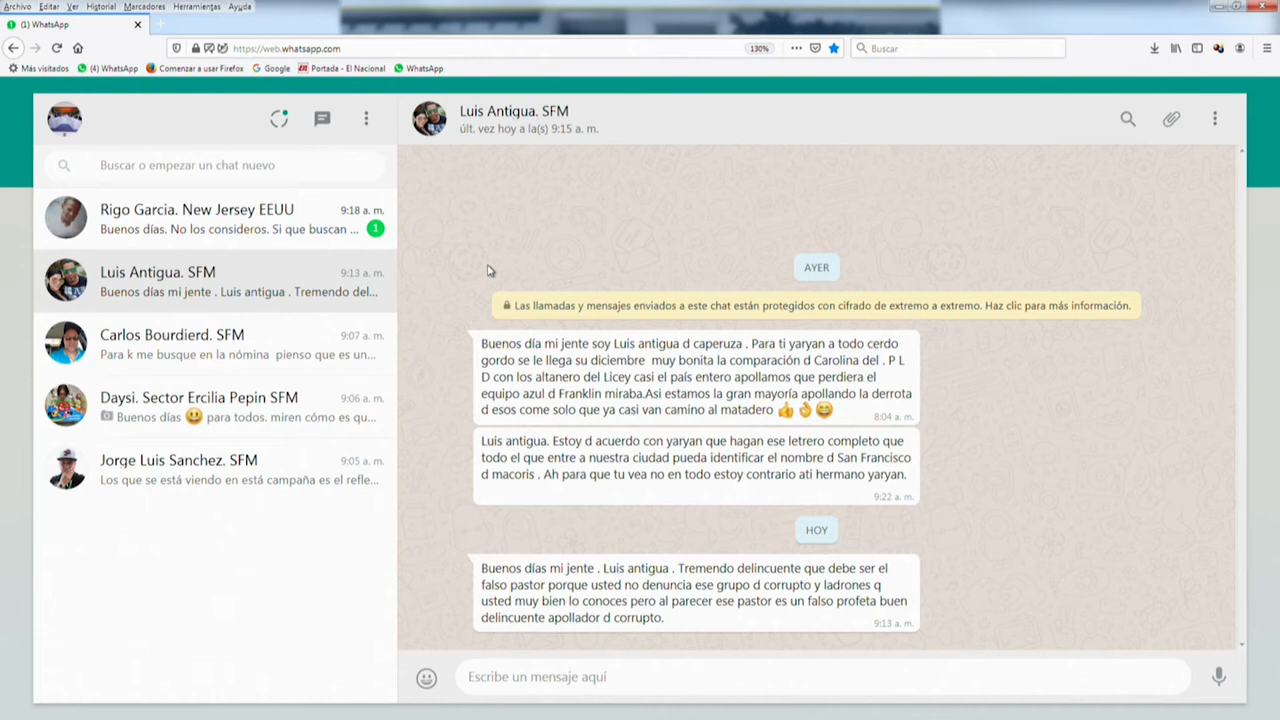 Archivo Editar Ver Historial Marcadores Herramientas Ayuda
(1) WhatsApp
https://web.whatsapp.com
130%
Buscar
Más visitados (4) WhatsApp Comenzar a usar Firefox Google Portada - El Nacional WhatsApp
Luis Antigua. SFM
últ. vez hoy a la(s) 9:15 a. m.
Buscar o empezar un chat nuevo
Rigo Garcia. New Jersey EEUU 9:18 a. m.
Buenos días. No los consideros. Si que buscan ... 1
Luis Antigua. SFM 9:13 a. m.
Buenos días mi jente . Luis antigua . Tremendo del...
Carlos Bourdierd. SFM 9:07 a. m.
Para k me busque en la nómina pienso que es un...
Daysi. Sector Ercilia Pepin SFM 9:06 a. m.
Buenos días 😃 para todos. miren cómo es qu...
Jorge Luis Sanchez. SFM 9:05 a. m.
Los que se está viendo en está campaña es el refle...
AYER
Las llamadas y mensajes enviados a este chat están protegidos con cifrado de extremo a extremo. Haz clic para más información.
Buenos día mi jente soy Luis antigua d caperuza . Para ti yaryan a todo cerdo
gordo se le llega su diciembre muy bonita la comparación d Carolina del . P L
D con los altanero del Licey casi el país entero apollamos que perdiera el
equipo azul d Franklin miraba.Asi estamos la gran mayoría apollando la derrota
d esos come solo que ya casi van camino al matadero 👍👌😄
8:04 a. m.
Luis antigua. Estoy d acuerdo con yaryan que hagan ese letrero completo que
todo el que entre a nuestra ciudad pueda identificar el nombre d San Francisco
d macoris . Ah para que tu vea no en todo estoy contrario ati hermano yaryan.
9:22 a. m.
HOY
Buenos días mi jente . Luis antigua . Tremendo delincuente que debe ser el
falso pastor porque usted no denuncia ese grupo d corrupto y ladrones q
usted muy bien lo conoces pero al parecer ese pastor es un falso profeta buen
delincuente apollador d corrupto.
9:13 a. m.
Escribe un mensaje aquí